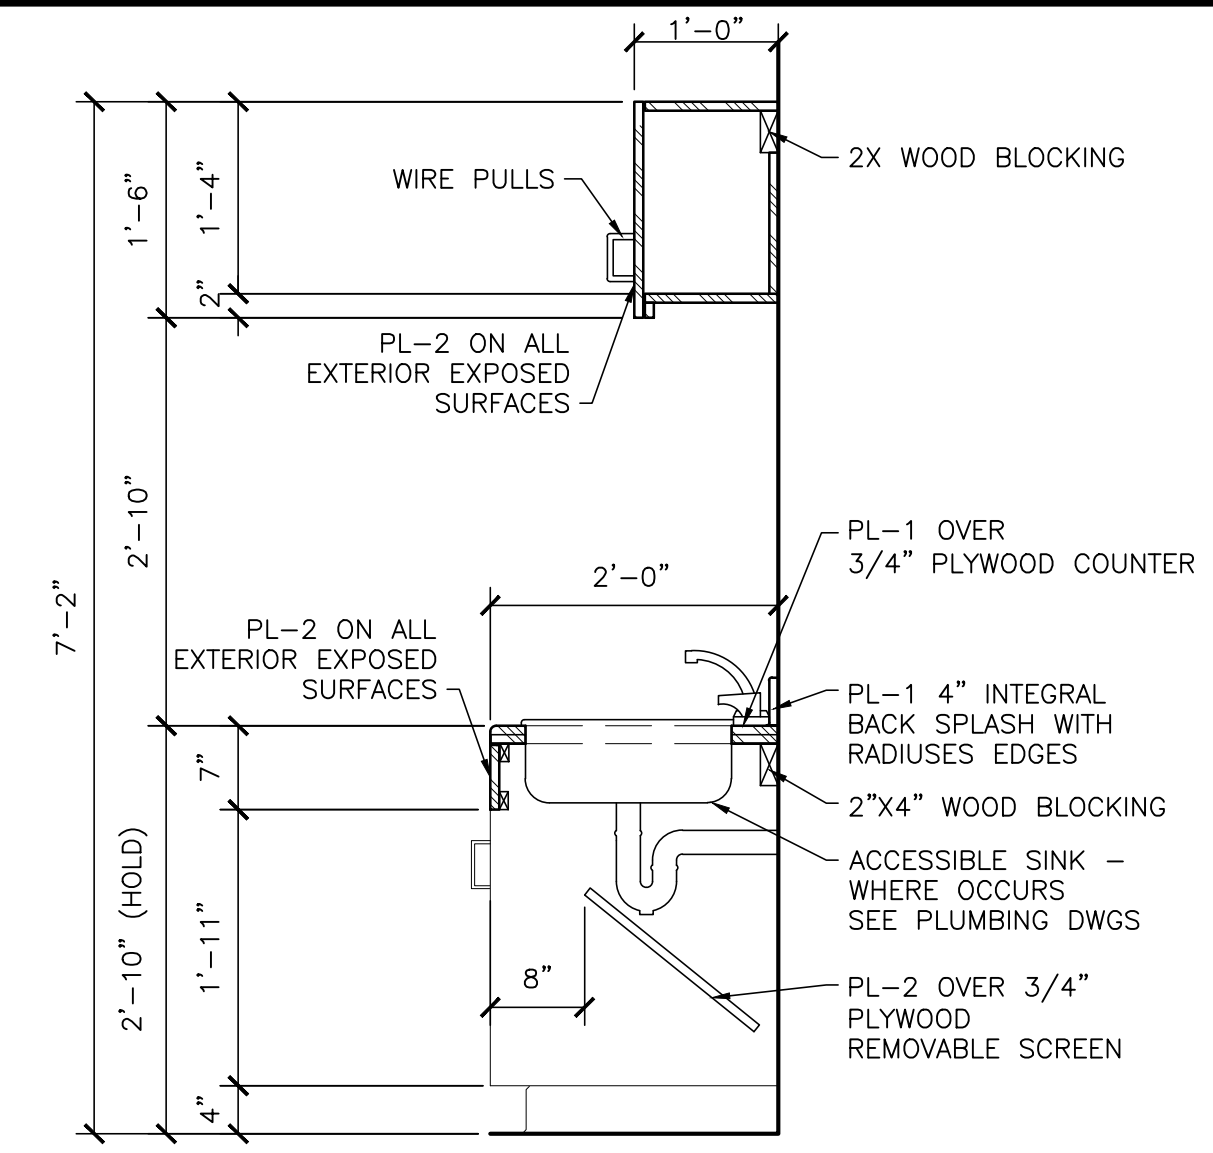 1'-0"
2X WOOD BLOCKING
WIRE PULLS
1'-6"
1'-4"
2"
PL-2 ON ALL
EXTERIOR EXPOSED
SURFACES
2'-10"
7'-2"
PL-1 OVER
3/4" PLYWOOD COUNTER
2'-0"
PL-2 ON ALL
EXTERIOR EXPOSED
SURFACES
PL-1 4" INTEGRAL
BACK SPLASH WITH
RADIUSES EDGES
7"
2"X4" WOOD BLOCKING
2'-10" (HOLD)
1'-11"
ACCESSIBLE SINK -
WHERE OCCURS
SEE PLUMBING DWGS
8"
PL-2 OVER 3/4"
PLYWOOD
REMOVABLE SCREEN
4"